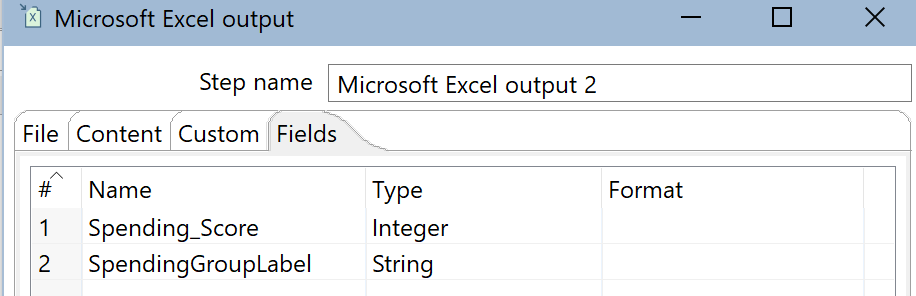 Microsoft Excel output
Step name Microsoft Excel output 2
File Content Custom Fields
# Name Type Format
1 Spending_Score Integer
2 SpendingGroupLabel String